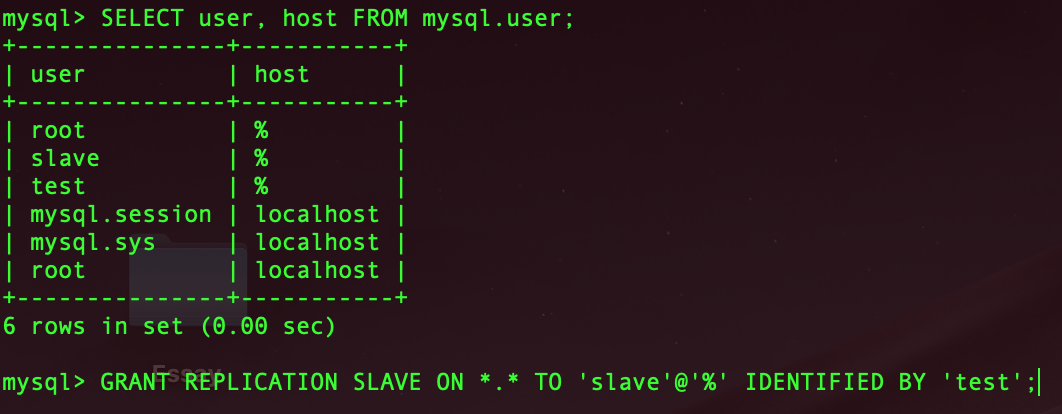 mysql> SELECT user, host FROM mysql.user;
+---------------+-----------+
| user          | host      |
+---------------+-----------+
| root          | %         |
| slave         | %         |
| test          | %         |
| mysql.session | localhost |
| mysql.sys     | localhost |
| root          | localhost |
+---------------+-----------+
6 rows in set (0.00 sec)
Essay
mysql> GRANT REPLICATION SLAVE ON *.* TO 'slave'@'%' IDENTIFIED BY 'test';